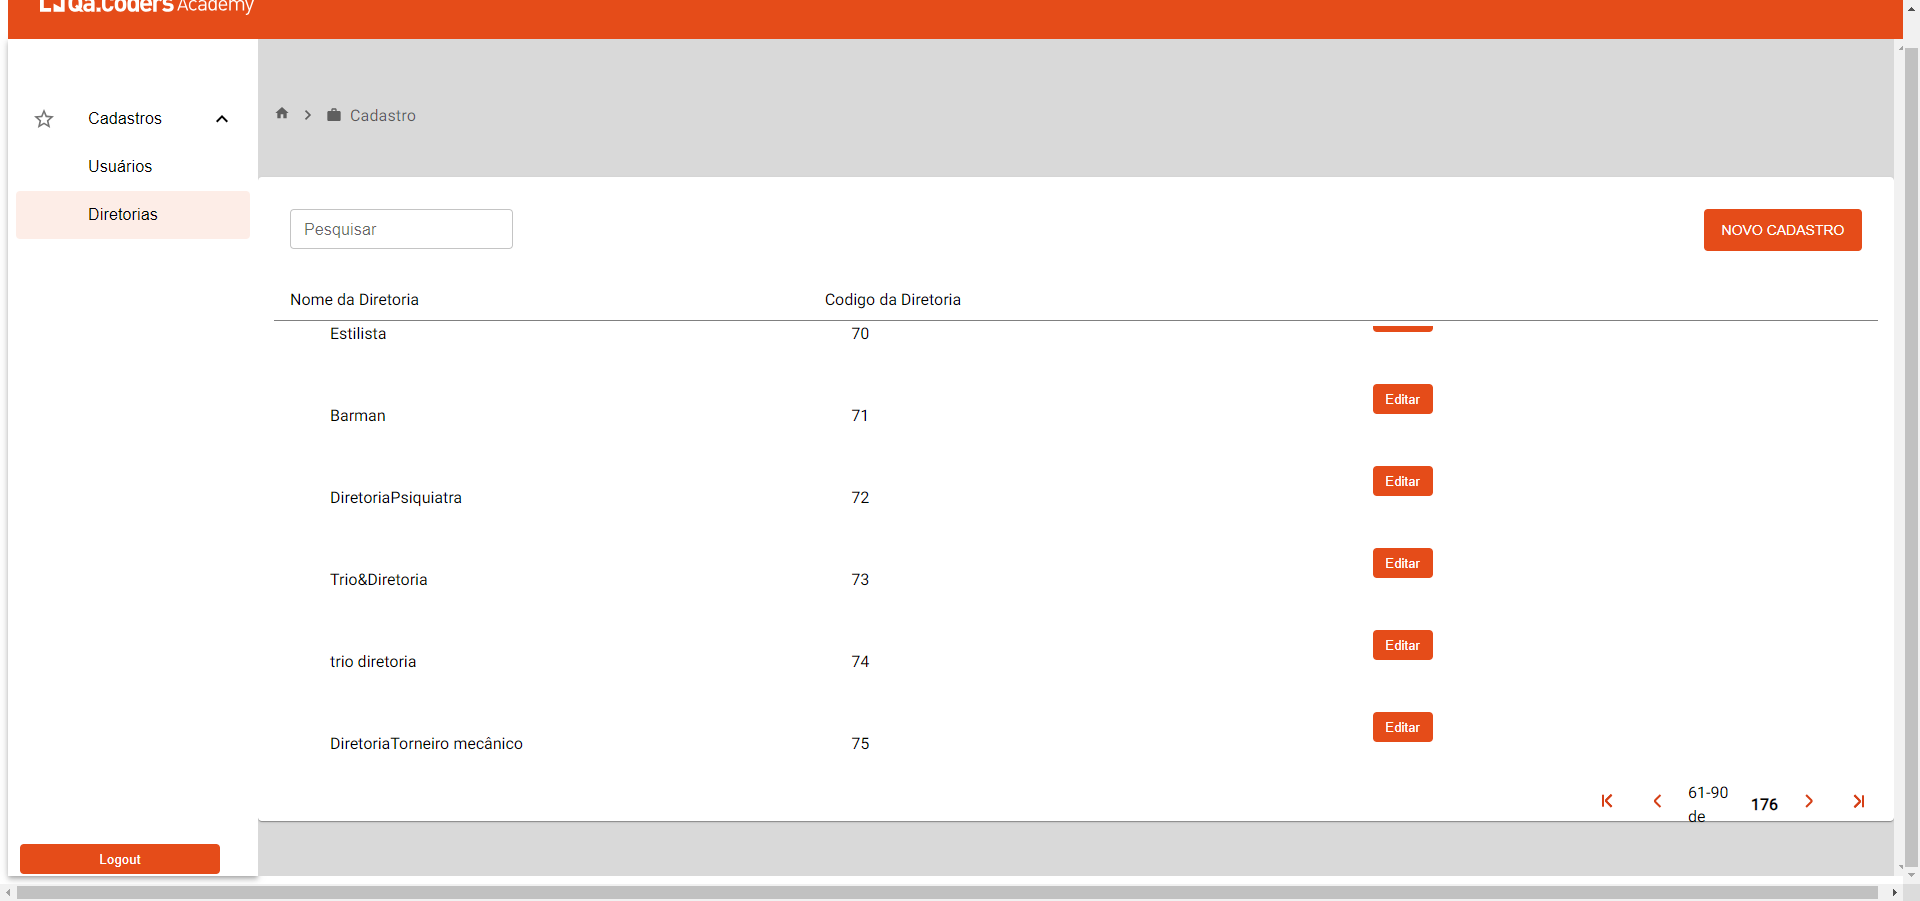 Qa.Coders Academy
Cadastros
Usuários
Diretorias
Logout
Cadastro
Pesquisar
NOVO CADASTRO
Nome da Diretoria Codigo da Diretoria
Estilista 70
Barman 71 Editar
DiretoriaPsiquiatra 72 Editar
Trio&Diretoria 73 Editar
trio diretoria 74 Editar
DiretoriaTorneiro mecânico 75 Editar
61-90
de
176